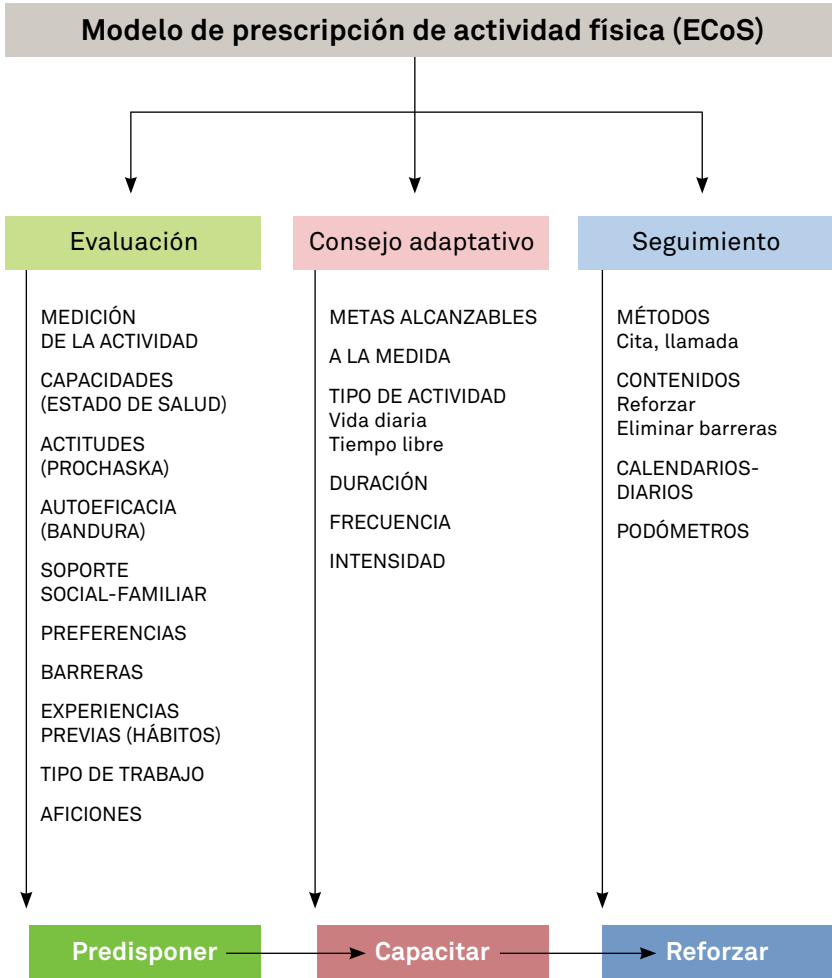 Modelo de prescripción de actividad física (ECoS)
Evaluación
MEDICIÓN
DE LA ACTIVIDAD
CAPACIDADES
(ESTADO DE SALUD)
ACTITUDES
(PROCHASKA)
AUTOEFICACIA
(BANDURA)
SOPORTE
SOCIAL-FAMILIAR
PREFERENCIAS
BARRERAS
EXPERIENCIAS
PREVIAS (HÁBITOS)
TIPO DE TRABAJO
AFICIONES
Predisponer
Consejo adaptativo
METAS ALCANZABLES
A LA MEDIDA
TIPO DE ACTIVIDAD
Vida diaria
Tiempo libre
DURACIÓN
FRECUENCIA
INTENSIDAD
Capacitar
Seguimiento
MÉTODOS
Cita, llamada
CONTENIDOS
Reforzar
Eliminar barreras
CALENDARIOS-
DIARIOS
PODÓMETROS
Reforzar